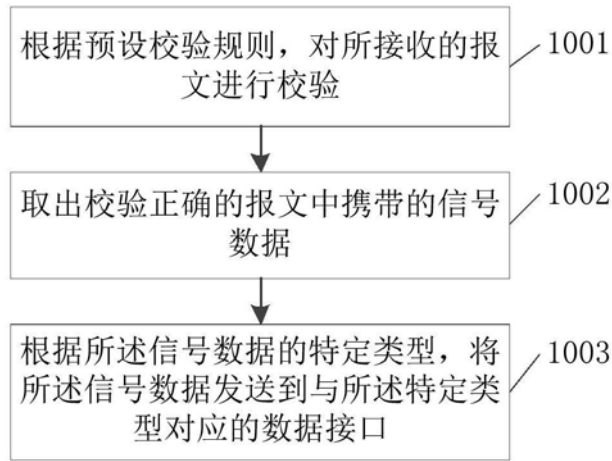 根据预设校验规则，对所接收的报
文进行校验
1001
取出校验正确的报文中携带的信号
数据
1002
根据所述信号数据的特定类型，将
所述信号数据发送到与所述特定类
型对应的数据接口
1003